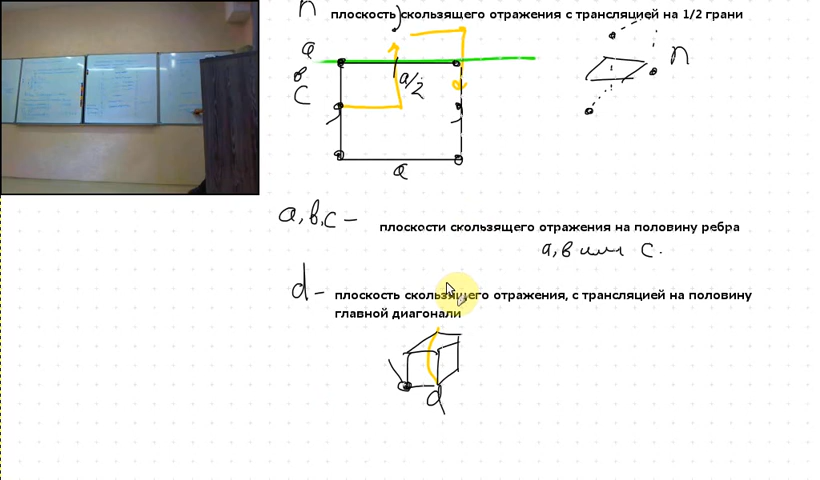 n плоскость скользящего отражения с трансляцией на 1/2 грани
a
в
c
a/2
n
a
a, в, c – плоскости скользящего отражения на половину ребра
a, в или c.
d – плоскость скользящего отражения, с трансляцией на половину
главной диагонали
d